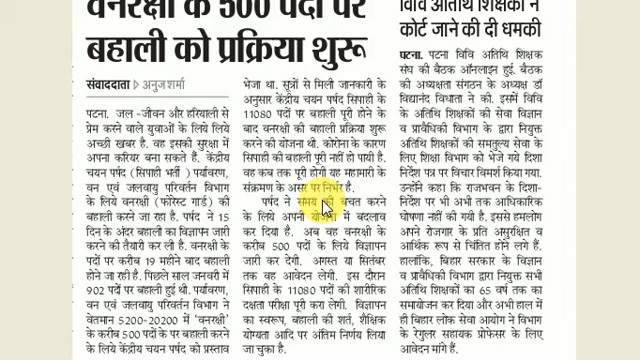 वनरक्षी के 500 पदों पर
बहाली को प्रक्रिया शुरू
संवाददाता ▷ अनुज शर्मा
पटना. जल -जीवन और हरियाली से
प्रेम करने वाले युवाओं के लिये लिये
अच्छी खबर है. वह इसकी सुरक्षा में
अपना करियर बना सकते हैं. केंद्रीय
चयन पर्षद (सिपाही भर्ती ) पर्यावरण,
वन एवं जलवायु परिवर्तन विभाग
के लिये वनरक्षी (फॉरेस्ट गार्ड) की
बहाली करने जा रहा है. पर्षद ने 15
दिन के अंदर बहाली का विज्ञापन जारी
करने की तैयारी कर ली है. वनरक्षी के
पदों पर करीब 19 महीने बाद बहाली
होने जा रही है. पिछले साल जनवरी में
902 पदों पर बहाली हुई थी. पर्यावरण,
वन एवं जलवायु परिवर्तन विभाग ने
वेतमान 5200-20200 में 'वनरक्षी'
के करीब 500 पदों के पर बहाली करने
के लिये केंद्रीय चयन पर्षद को प्रस्ताव
भेजा था. सूत्रों से मिली जानकारी के
अनुसार केंद्रीय चयन पर्षद सिपाही के
11080 पदों पर बहाली पूरी होने के
बाद वनरक्षी की बहाली प्रक्रिया शुरू
करने की योजना थी. कोरोना के कारण
सिपाही की बहाली पूरी नहीं हो पायी है.
वह कब तक पूरी होगी यह महामारी के
संक्रमण के असर पर निर्भर है.
पर्षद ने समय की बचत करने
के लिये अपनी योजना में बदलाव
कर दिया है. अब वह वनरक्षी के
करीब 500 पदों के लिये विज्ञापन
जारी कर देगी. अगस्त या सितंबर
तक वह आवेदन लेगी. इस दौरान
सिपाही के 11080 पदों की शारीरिक
दक्षता परीक्षा पूरी करा लेगी. विज्ञापन
का स्वरूप, बहाली की शर्त, शैक्षिक
योग्यता आदि पर अंतिम निर्णय लिया
जा चुका है.
विवि अतिथि शिक्षकों ने
कोर्ट जाने की दी धमकी
पटना. पटना विवि अतिथि शिक्षक
संघ की बैठक ऑनलाइन हुई. बैठक
की अध्यक्षता संगठन के अध्यक्ष डॉ
विद्यानंद विधाता ने की. इसमें विवि
के अतिथि शिक्षकों की सेवा विज्ञान
व प्रावैधिकी विभाग के द्वारा नियुक्त
अतिथि शिक्षकों की समतुल्य सेवा के
लिए शिक्षा विभाग को भेजे गये दिशा
निर्देश पत्र पर विचार विमर्श किया गया.
उन्होंने कहा कि राजभवन के दिशा-
निर्देश पर भी अभी तक आधिकारिक
घोषणा नहीं की गयी है. इससे हमलोग
अपने रोजगार के प्रति असुरक्षित व
आर्थिक रूप से चिंतित होने लगे हैं.
हालांकि, बिहार सरकार के विज्ञान
व प्रावैधिकी विभाग द्वारा नियुक्त सभी
अतिथि शिक्षकों का 65 वर्ष तक का
समायोजन कर दिया और अभी हाल में
ही बिहार लोक सेवा आयोग ने विभाग
के रेगुलर सहायक प्रोफेसर के लिए
आवेदन मांगे हैं.